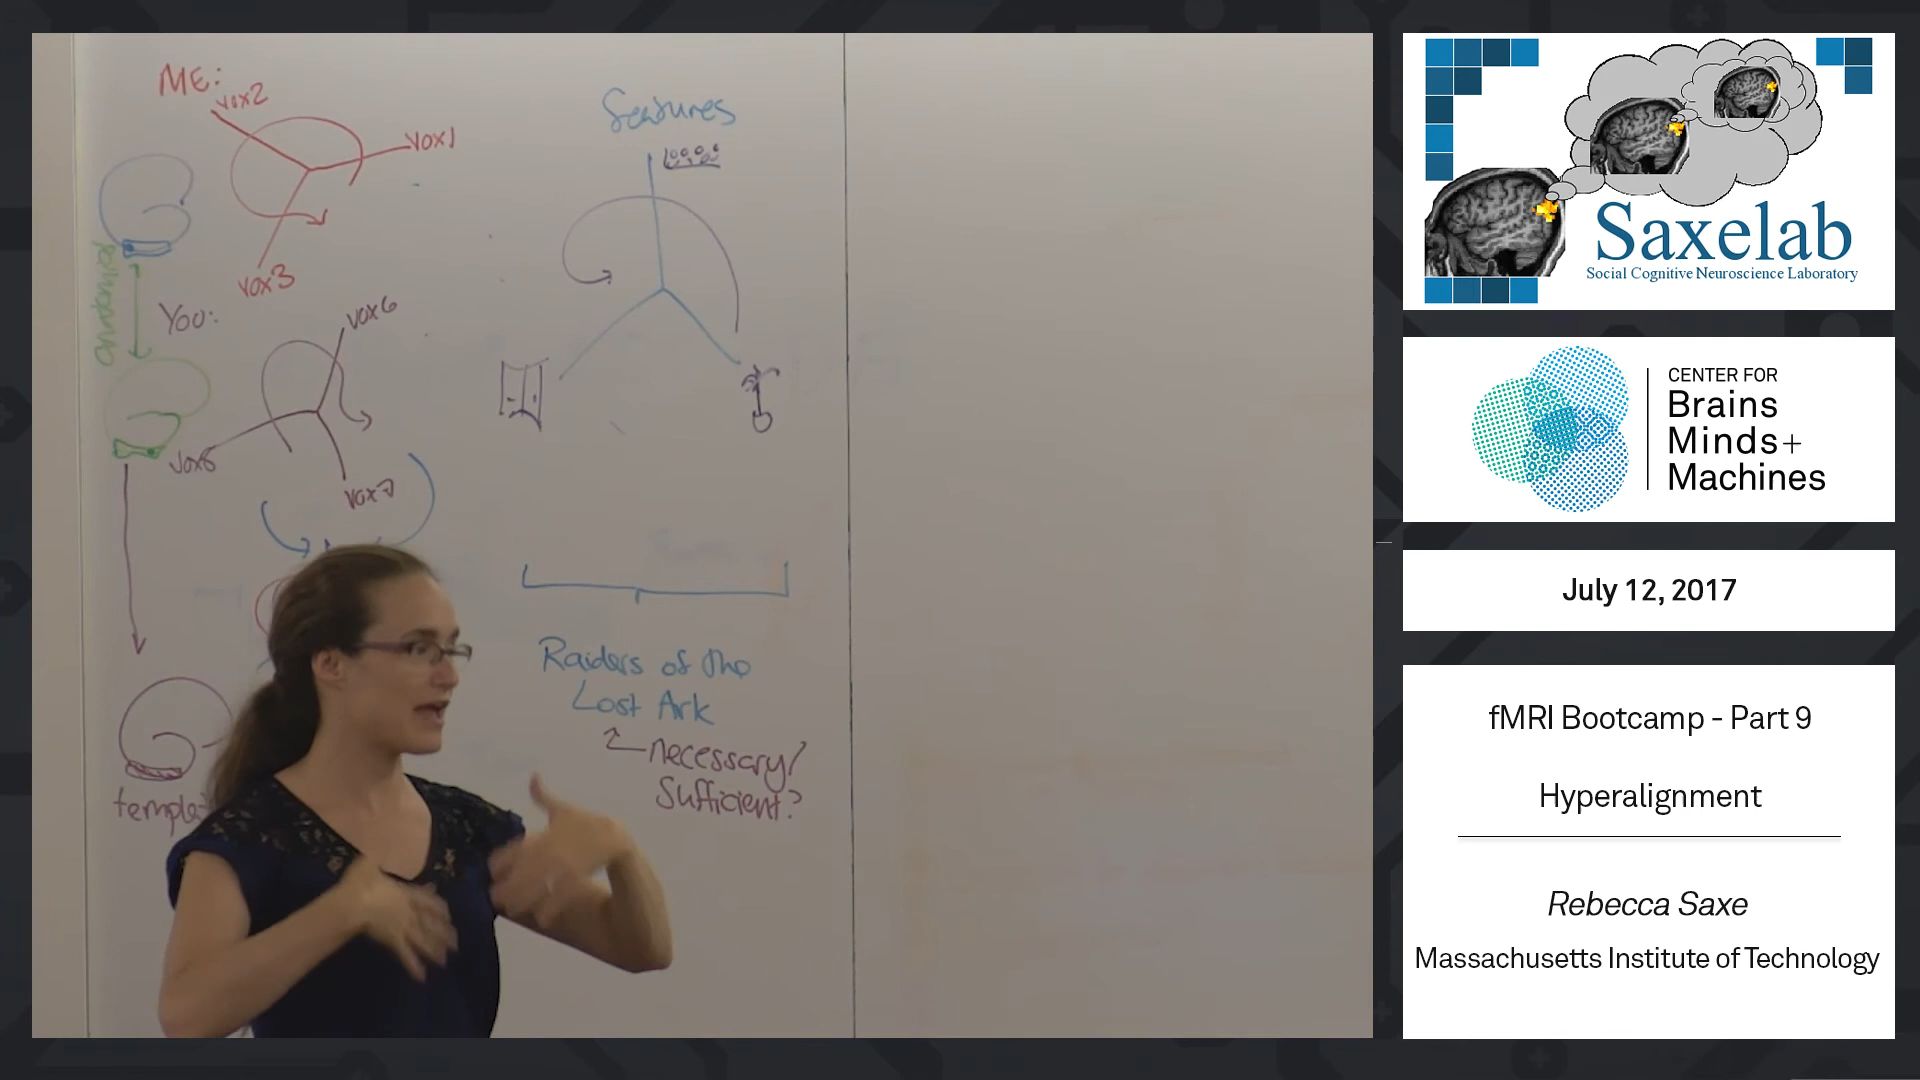 ME:
vox2
vox1
vox3
anatomical
You:
vox6
vox5
vox7
features
Raiders of the
Lost Ark
necessary/
sufficient?
Saxelab
Social Cognitive Neuroscience Laboratory
CENTER FOR
Brains
Minds+
Machines
July 12, 2017
fMRI Bootcamp - Part 9
Hyperalignment
Rebecca Saxe
Massachusetts Institute of Technology